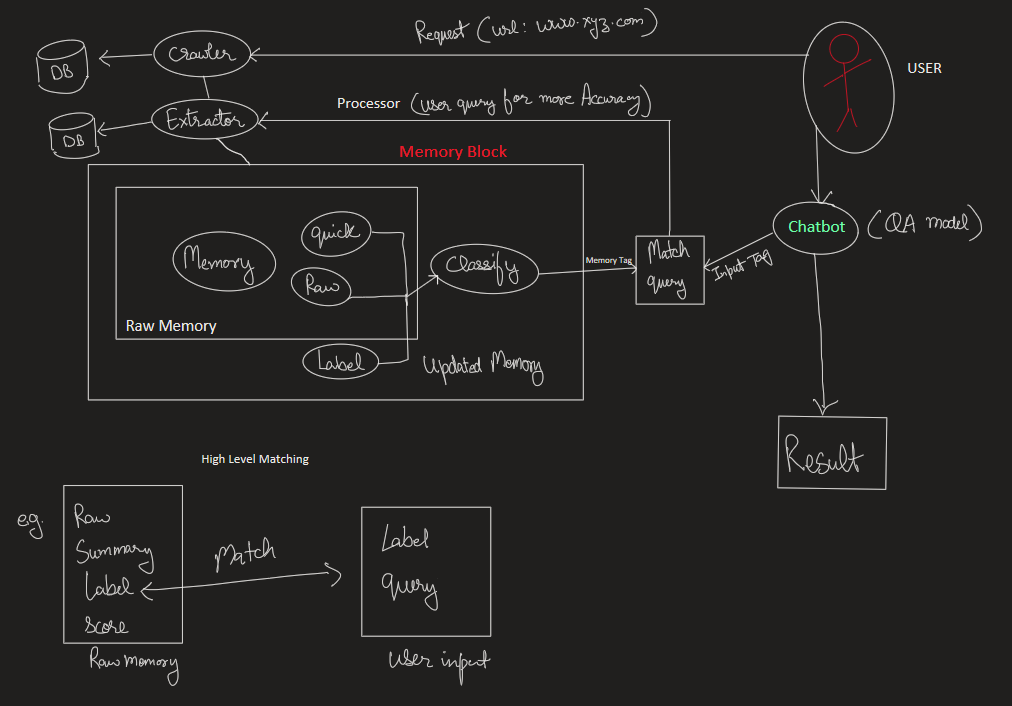 Request (url: www.xyz.com)
Crawler
DB
USER
Processor (User query for more Accuracy)
Extractor
DB
Memory Block
Chatbot
(QA model)
quick
Memory
Classify
Memory Tag
Match
query
Input Tag
Raw
Raw Memory
Label
Updated Memory
Result
High Level Matching
e.g.
Raw
Summary
Label
score
Raw memory
Match
Label
query
User input